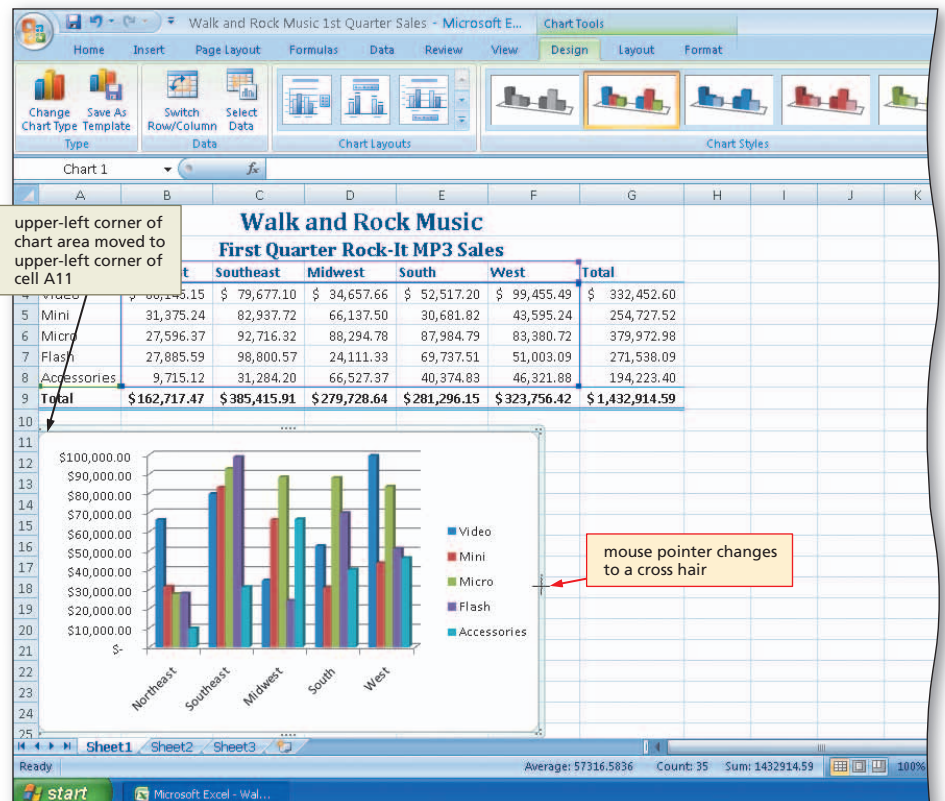 Walk and Rock Music 1st Quarter Sales - Microsoft E... Chart Tools
Home Insert Page Layout Formulas Data Review View Design Layout Format
Change Chart Type Save As Template Switch Row/Column Select Data
Type Data Chart Layouts Chart Styles
Chart 1 fx
A B C D E F G H I J K
upper-left corner of
chart area moved to
upper-left corner of
cell A11
Walk and Rock Music
First Quarter Rock-It MP3 Sales
t Southeast Midwest South West Total
$ 79,677.10 $ 34,657.66 $ 52,517.20 $ 99,455.49 $ 332,452.60
5 Mini 31,375.24 82,937.72 66,137.50 30,681.82 43,595.24 254,727.52
6 Micro 27,596.37 92,716.32 88,294.78 87,984.79 83,380.72 379,972.98
7 Flash 27,885.59 98,800.57 24,111.33 69,737.51 51,003.09 271,538.09
8 Accessories 9,715.12 31,284.20 66,527.37 40,374.83 46,321.88 194,223.40
9 Total $162,717.47 $385,415.91 $279,728.64 $281,296.15 $323,756.42 $1,432,914.59
10
11
12
13
14
15
16
17
18
19
20
21
22
23
24
25
$100,000.00
$90,000.00
$80,000.00
$70,000.00
$60,000.00
$50,000.00
$40,000.00
$30,000.00
$20,000.00
$10,000.00
$-
Northeast Southeast Midwest South West
Video
Mini
Micro
Flash
Accessories
mouse pointer changes
to a cross hair
Sheet1 Sheet2 Sheet3
Ready Average: 57316.5836 Count: 35 Sum: 1432914.59 100%
start Microsoft Excel - Wal...